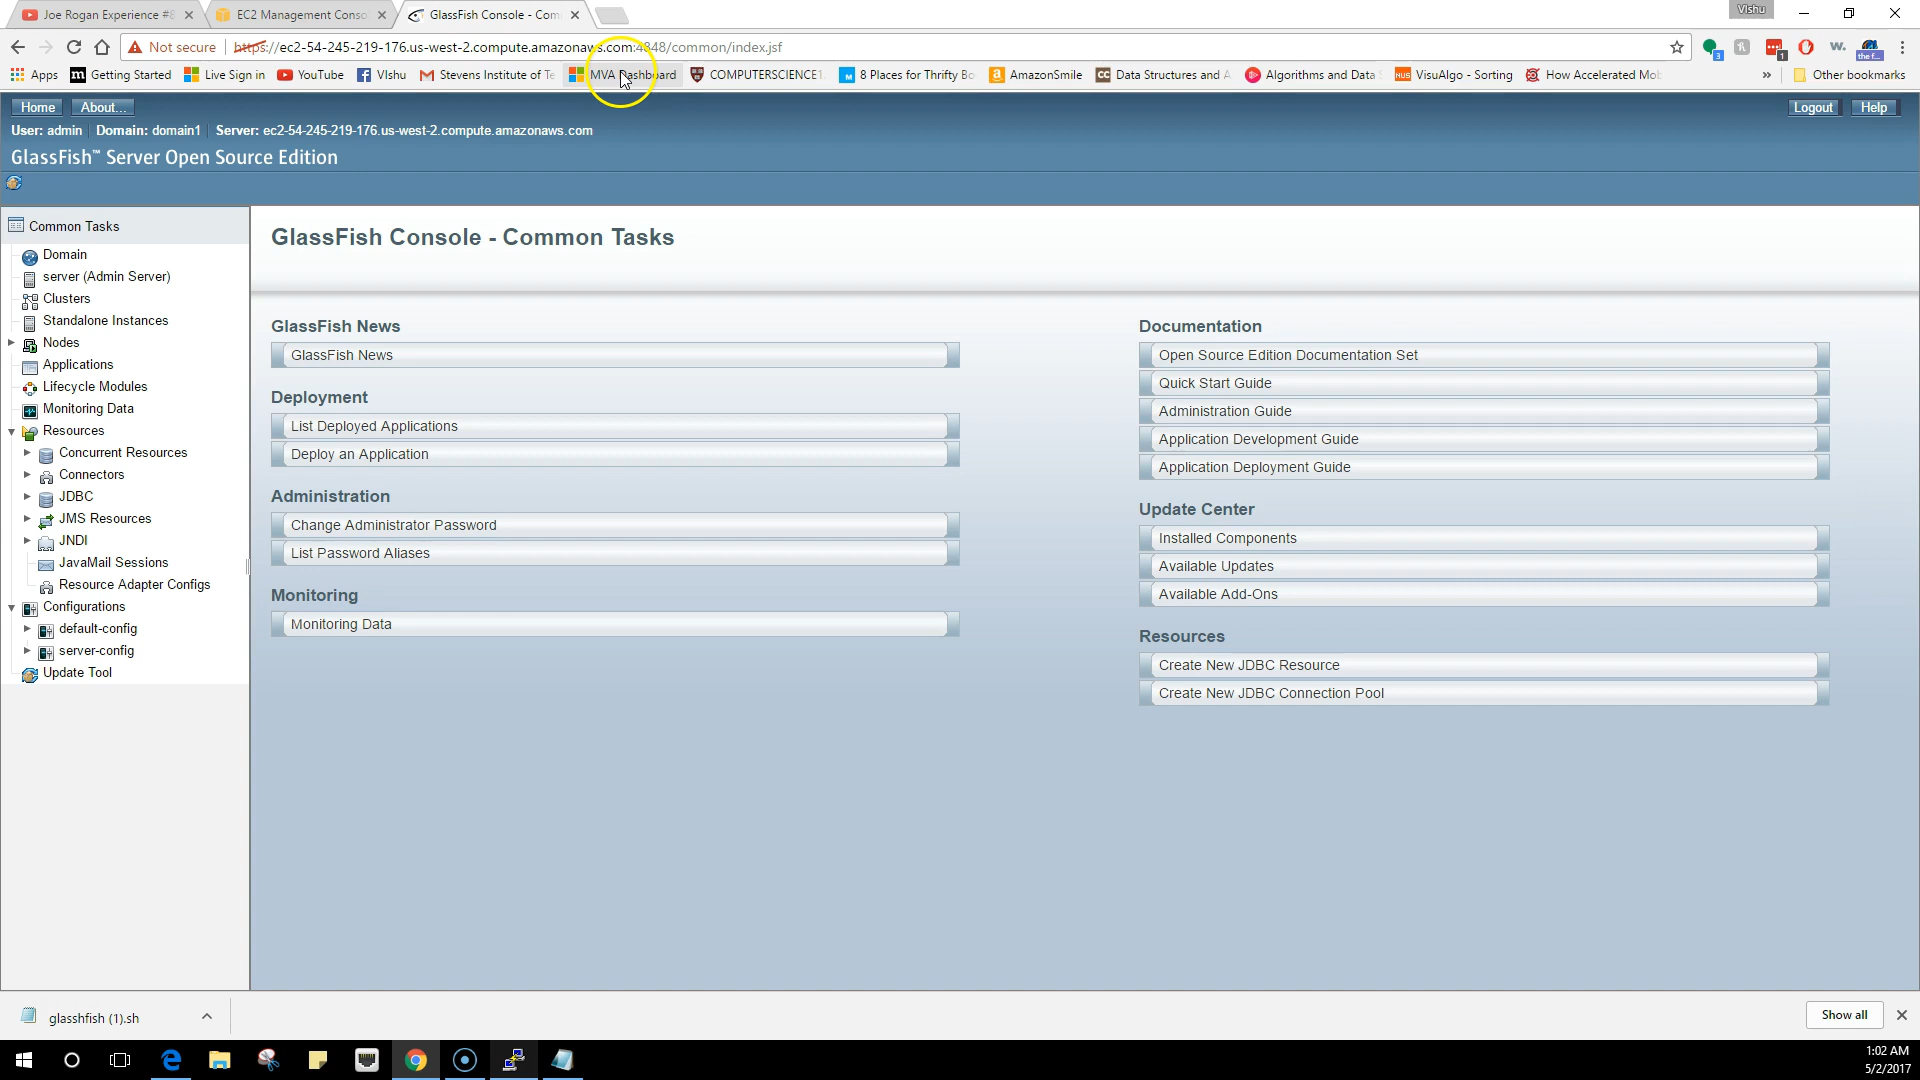 Joe Rogan Experience #8
EC2 Management Conso
GlassFish Console - Com
Vishu
Not secure
https://ec2-54-245-219-176.us-west-2.compute.amazonaws.com:4848/common/index.jsf
3
1
w.
the f...
Apps
Getting Started
Live Sign in
YouTube
VIshu
Stevens Institute of Te
MVA Dashboard
COMPUTERSCIENCE1
8 Places for Thrifty Bo
AmazonSmile
Data Structures and A
Algorithms and Data
VisuAlgo - Sorting
How Accelerated Mob
»
Other bookmarks
Home
About...
Logout
Help
User: admin
Domain: domain1
Server: ec2-54-245-219-176.us-west-2.compute.amazonaws.com
GlassFish™ Server Open Source Edition
Common Tasks
Domain
server (Admin Server)
Clusters
Standalone Instances
Nodes
Applications
Lifecycle Modules
Monitoring Data
Resources
Concurrent Resources
Connectors
JDBC
JMS Resources
JNDI
JavaMail Sessions
Resource Adapter Configs
Configurations
default-config
server-config
Update Tool
GlassFish Console - Common Tasks
GlassFish News
GlassFish News
Deployment
List Deployed Applications
Deploy an Application
Administration
Change Administrator Password
List Password Aliases
Monitoring
Monitoring Data
Documentation
Open Source Edition Documentation Set
Quick Start Guide
Administration Guide
Application Development Guide
Application Deployment Guide
Update Center
Installed Components
Available Updates
Available Add-Ons
Resources
Create New JDBC Resource
Create New JDBC Connection Pool
glasshfish (1).sh
Show all
1:02 AM
5/2/2017